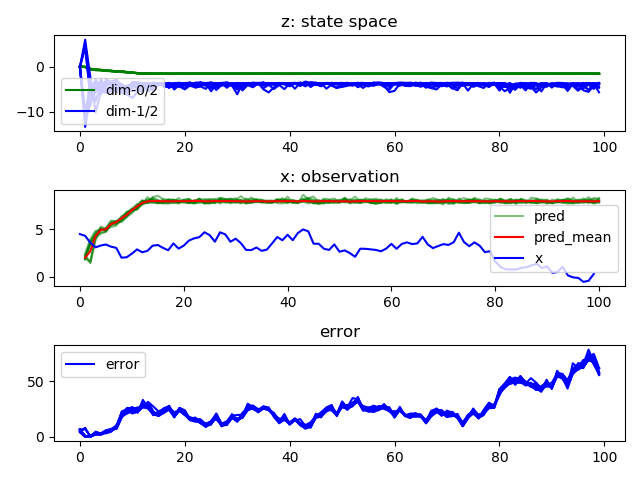 z: state space
0
−10
dim-0/2
dim-1/2
0 20 40 60 80 100
x: observation
5
0
pred
pred_mean
x
0 20 40 60 80 100
error
50
0
error
0 20 40 60 80 100